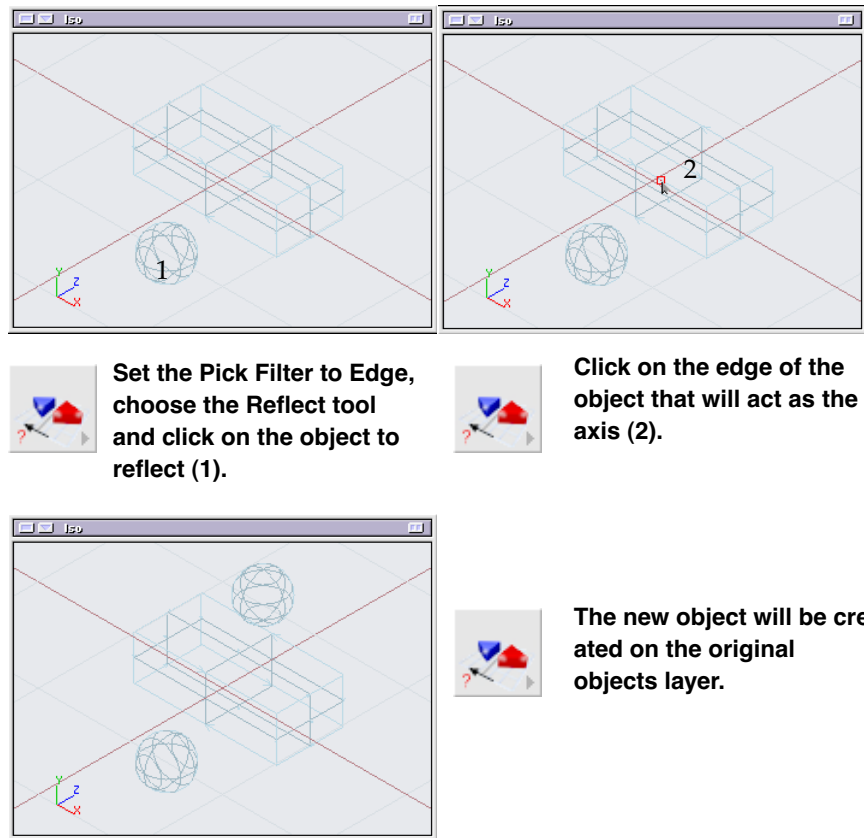 Iso
Iso
2
1
Y
Z
X
Y
Z
X
Set the Pick Filter to Edge,
choose the Reflect tool
and click on the object to
reflect (1).
?
Click on the edge of the
object that will act as the
axis (2).
?
Iso
Y
Z
X
The new object will be cre
ated on the original
objects layer.
?